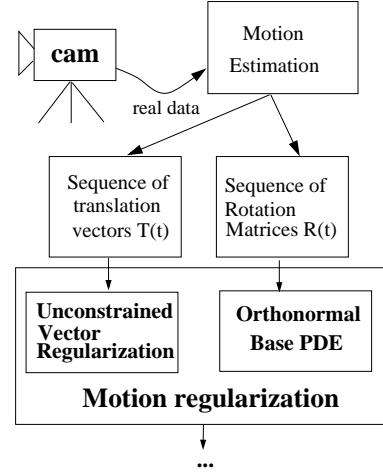 cam
Motion
Estimation
real data
Sequence of
translation
vectors T(t)
Sequence of
Rotation
Matrices R(t)
Unconstrained
Vector
Regularization
Orthonormal
Base PDE
Motion regularization
...